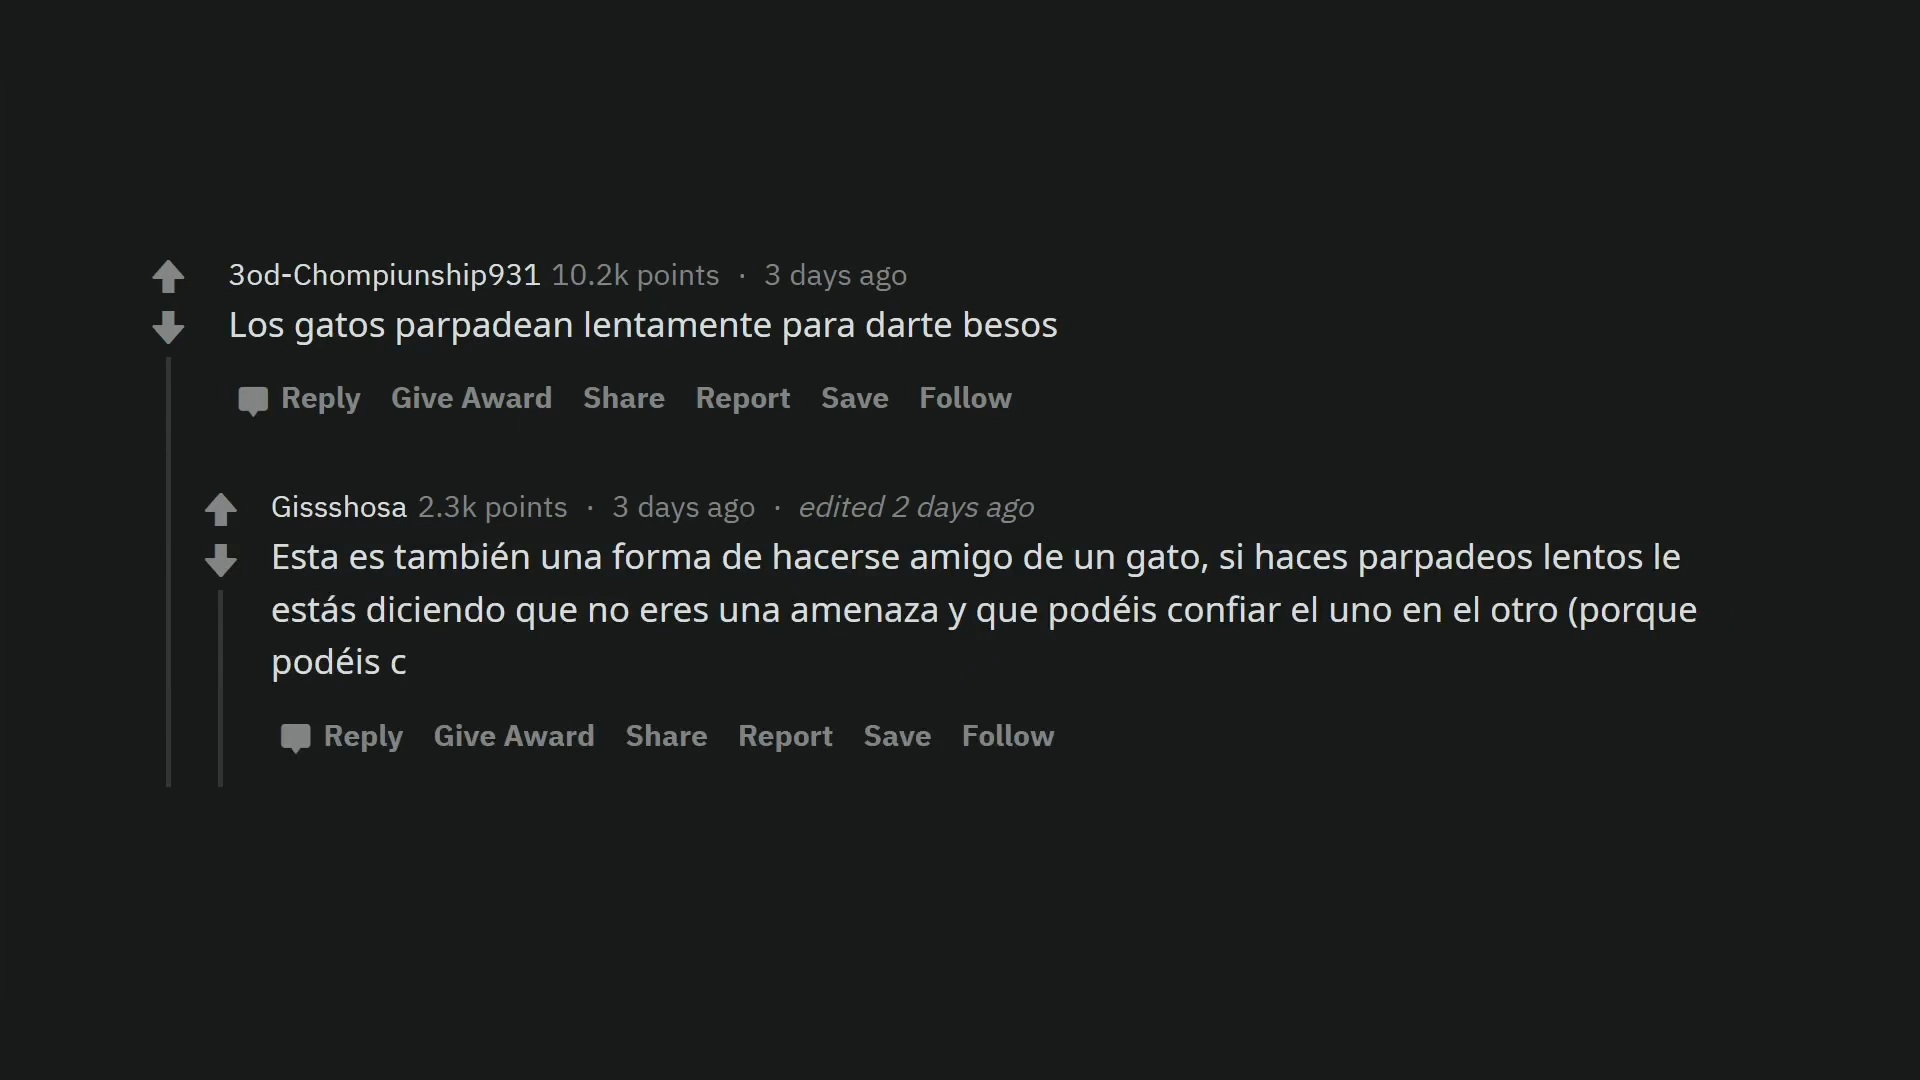 3od-Chompiunship931 10.2k points · 3 days ago
Los gatos parpadean lentamente para darte besos
Reply Give Award Share Report Save Follow
Gissshosa 2.3k points · 3 days ago · edited 2 days ago
Esta es también una forma de hacerse amigo de un gato, si haces parpadeos lentos le
estás diciendo que no eres una amenaza y que podéis confiar el uno en el otro (porque
podéis c
Reply Give Award Share Report Save Follow